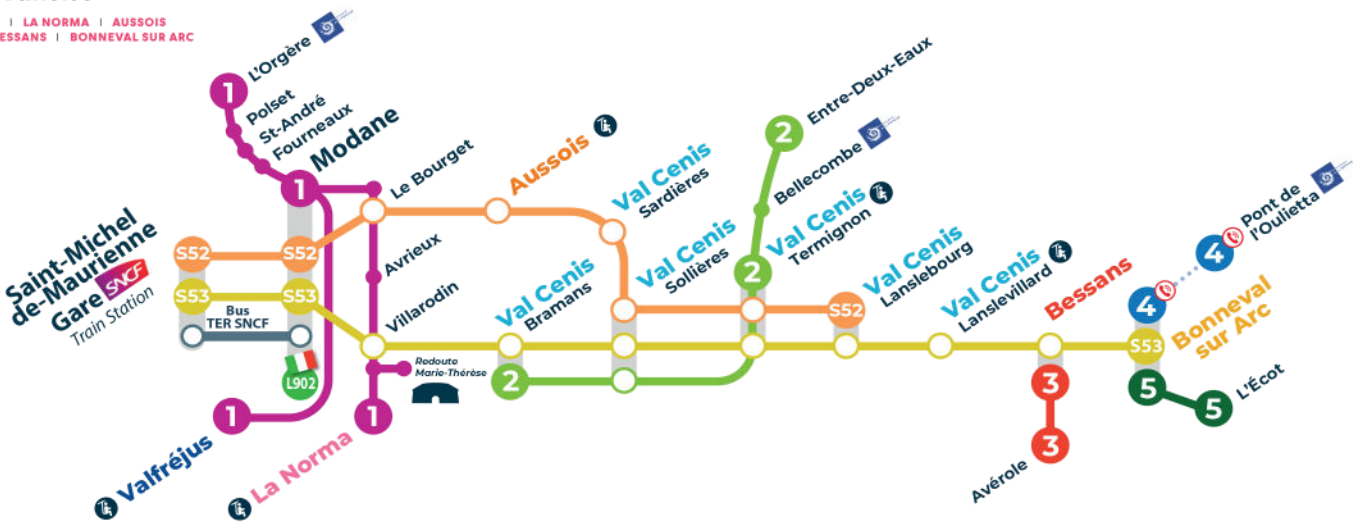 I LA NORMA I AUSSOIS
ESSANS I BONNEVAL SUR ARC
1
L'Orgère
Polset
St-André
Fourneaux
1
Modane
Le Bourget
Aussois
Val Cenis
Sardières
2
Entre-Deux-Eaux
Bellecombe
2
Val Cenis
Termignon
Saint-Michel
de-Maurienne
Gare SNCF
Train Station
S52
S52
S53
S53
Bus
TER SNCF
L902
Avrieux
Villarodin
Val Cenis
Bramans
Val Cenis
Sollières
S52
Val Cenis
Lanslebourg
Val Cenis
Lanslevillard
Bessans
4
Pont de
l'Oulietta
4
S53
Bonneval
sur Arc
Redoute
Marie-Thérèse
1
Valfréjus
1
La Norma
2
3
3
Avérole
5
5
L'Écot